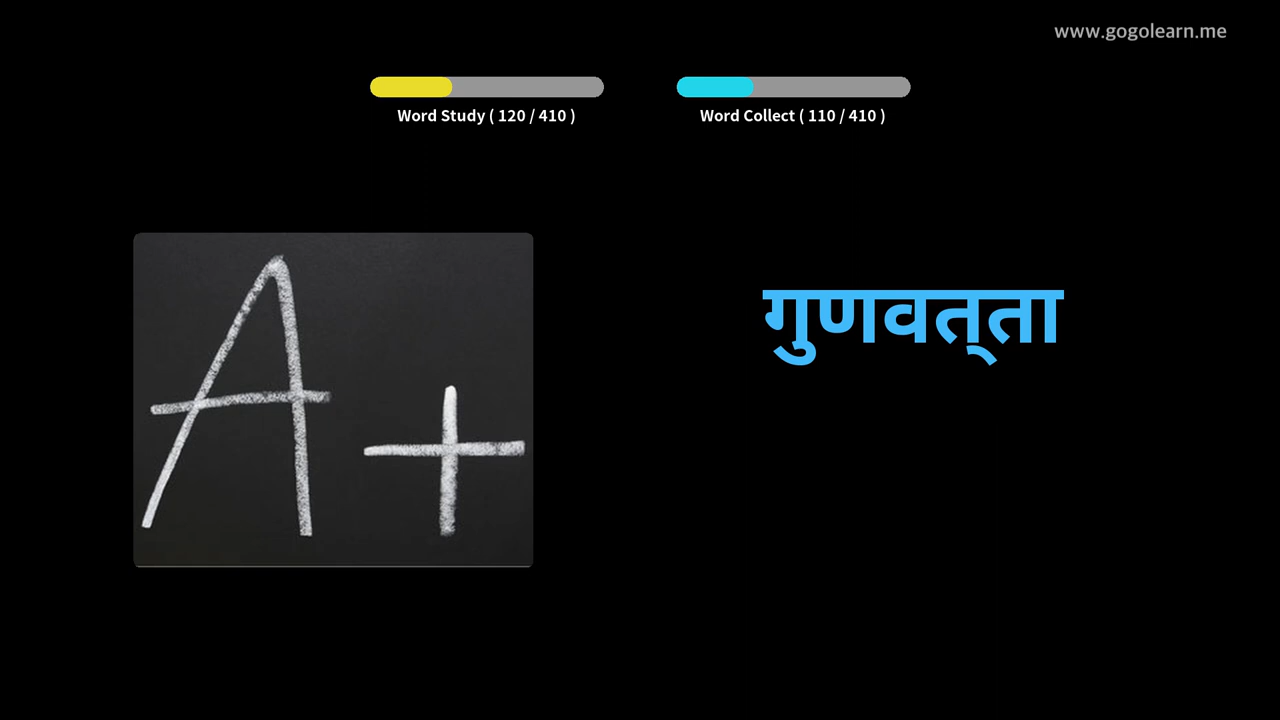 www.gogolearn.me
Word Study ( 120 / 410 )
Word Collect ( 110 / 410 )
A+
गुणवत्‌ता